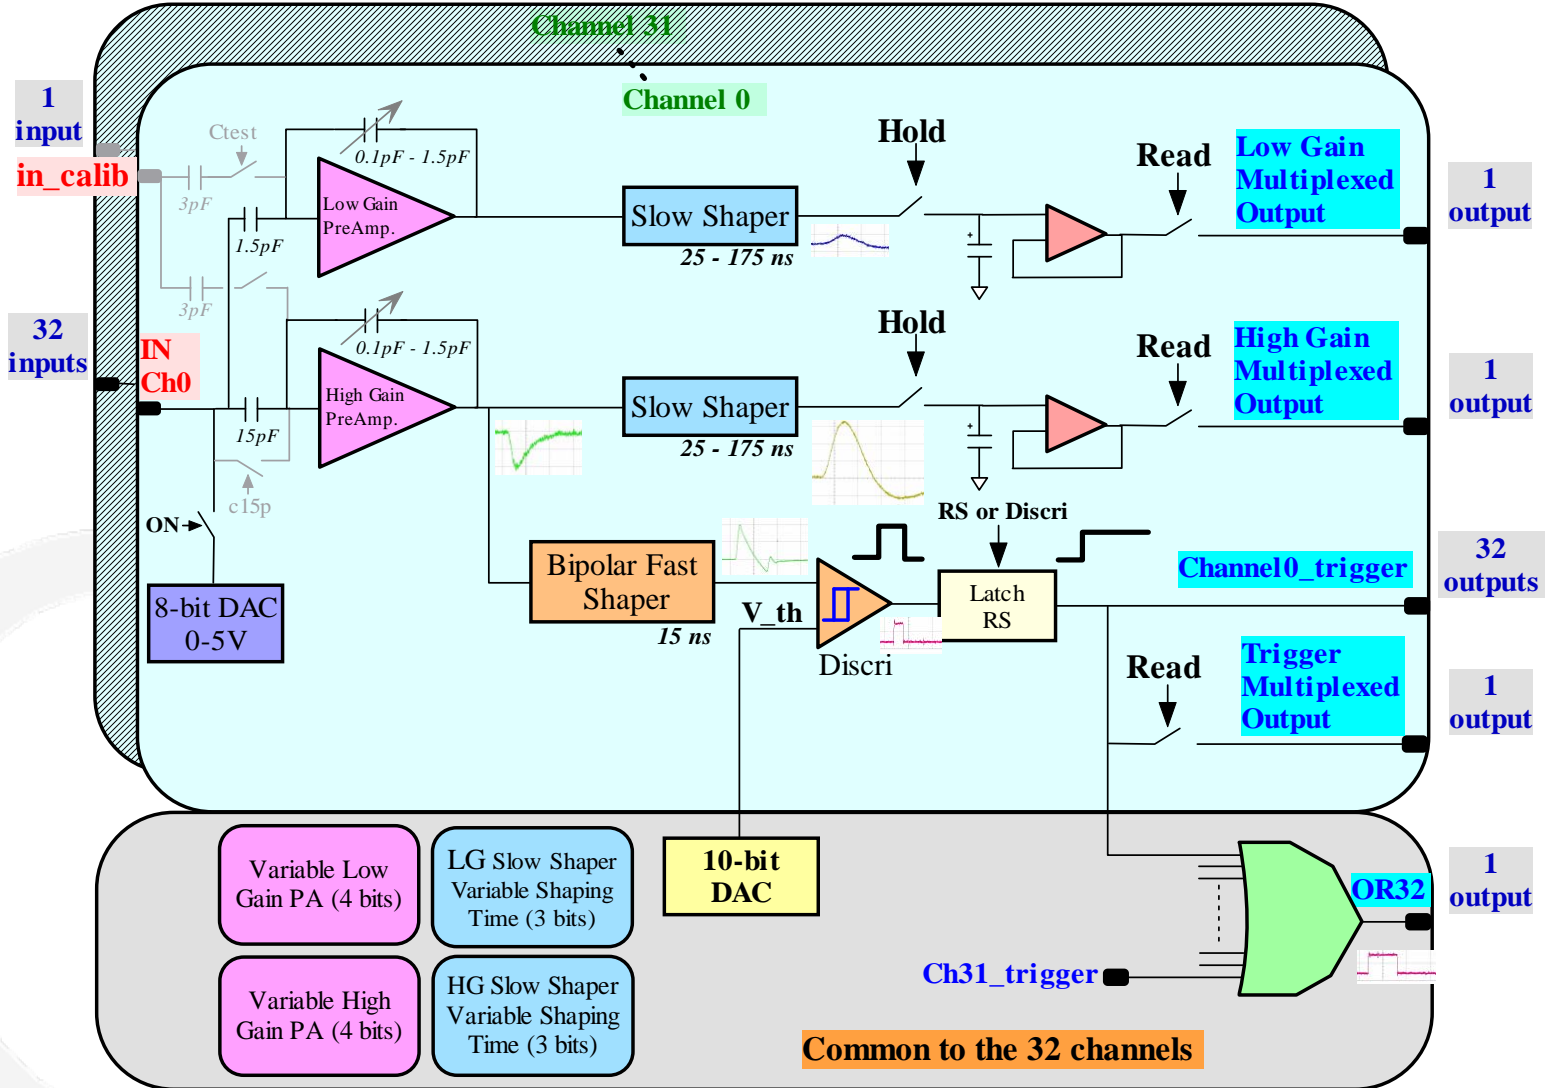 Channel 31
Channel 0
1
input
in_calib
32
inputs
IN
Ch0
Ctest
3pF
1.5pF
3pF
15pF
c15p
ON
8-bit DAC
0-5V
0.1pF - 1.5pF
Low Gain
PreAmp.
0.1pF - 1.5pF
High Gain
PreAmp.
Slow Shaper
25 - 175 ns
Hold
Read
Low Gain
Multiplexed
Output
1
output
Slow Shaper
25 - 175 ns
Hold
Read
High Gain
Multiplexed
Output
1
output
Bipolar Fast
Shaper
15 ns
V_th
Discri
RS or Discri
Latch
RS
Channel0_trigger
32
outputs
Read
Trigger
Multiplexed
Output
1
output
Variable Low
Gain PA (4 bits)
LG Slow Shaper
Variable Shaping
Time (3 bits)
10-bit
DAC
Variable High
Gain PA (4 bits)
HG Slow Shaper
Variable Shaping
Time (3 bits)
OR32
1
output
Ch31_trigger
Common to the 32 channels